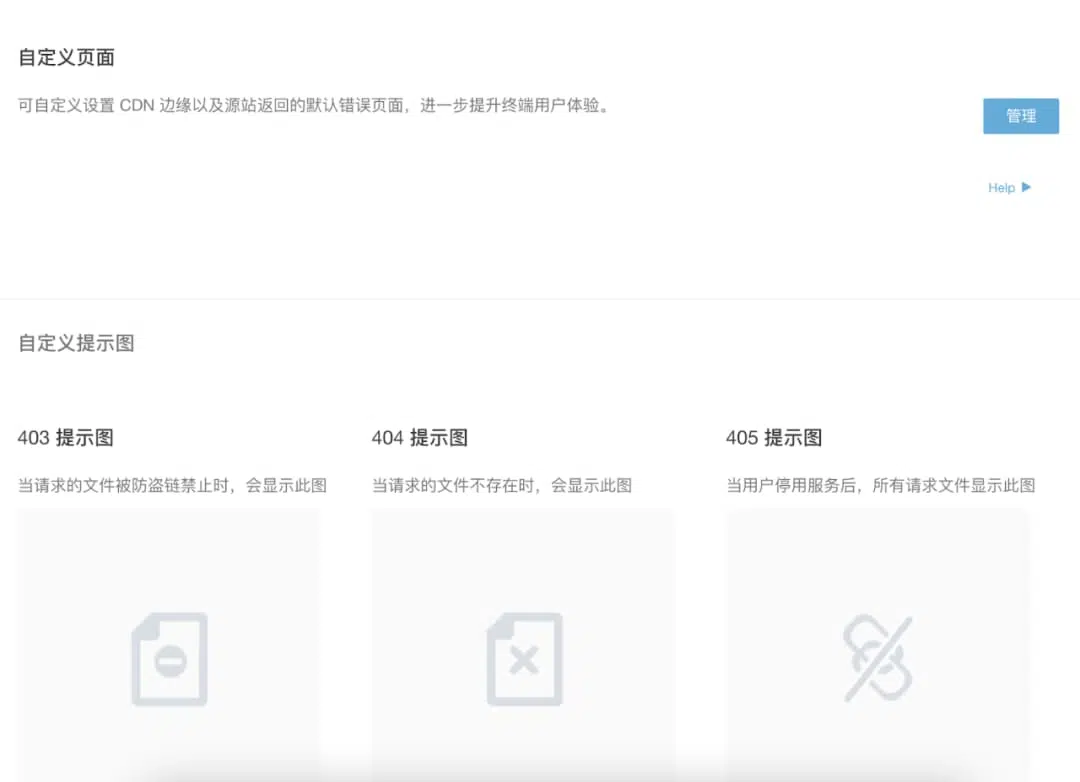 自定义页面
可自定义设置 CDN 边缘以及源站返回的默认错误页面，进一步提升终端用户体验。
管理
Help ▶
自定义提示图
403 提示图
当请求的文件被防盗链禁止时，会显示此图
404 提示图
当请求的文件不存在时，会显示此图
405 提示图
当用户停用服务后，所有请求文件显示此图